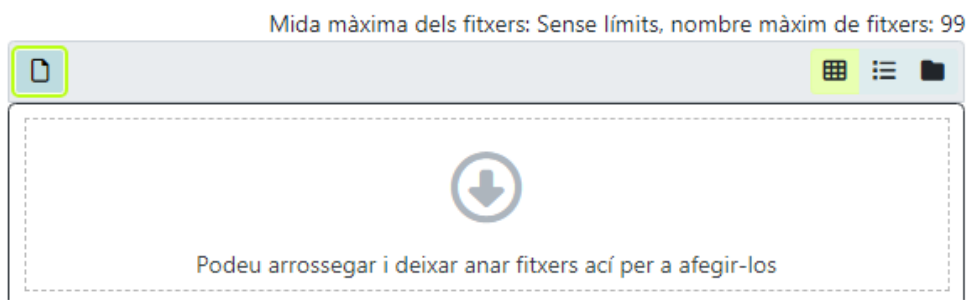 Mida màxima dels fitxers: Sense límits, nombre màxim de fitxers: 99
Podeu arrossegar i deixar anar fitxers ací per a afegir-los